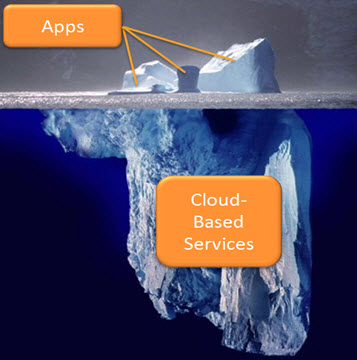 Apps
Cloud-
Based
Services